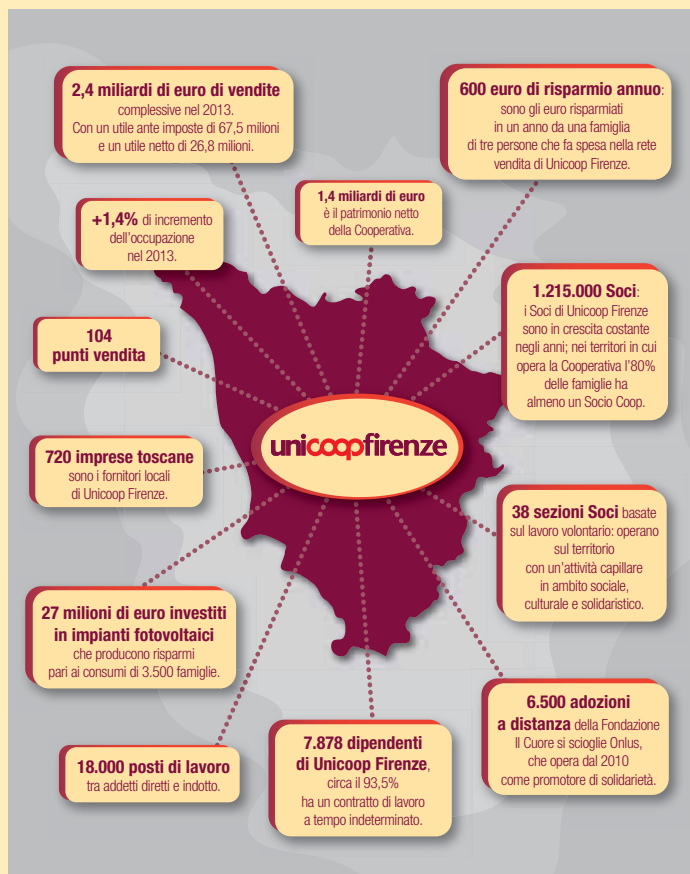 2,4 miliardi di euro di vendite
complessive nel 2013.
Con un utile ante imposte di 67,5 milioni
e un utile netto di 26,8 milioni.
600 euro di risparmio annuo:
sono gli euro risparmiati
in un anno da una famiglia
di tre persone che fa spesa nella rete
vendita di Unicoop Firenze.
+1,4% di incremento
dell'occupazione
nel 2013.
1,4 miliardi di euro
è il patrimonio netto
della Cooperativa.
1.215.000 Soci:
i Soci di Unicoop Firenze
sono in crescita costante
negli anni; nei territori in cui
opera la Cooperativa l'80%
delle famiglie ha
almeno un Socio Coop.
104
punti vendita
unicoopfirenze
720 imprese toscane
sono i fornitori locali
di Unicoop Firenze.
38 sezioni Soci basate
sul lavoro volontario: operano
sul territorio
con un'attività capillare
in ambito sociale,
culturale e solidaristico.
27 milioni di euro investiti
in impianti fotovoltaici
che producono risparmi
pari ai consumi di 3.500 famiglie.
6.500 adozioni
a distanza della Fondazione
Il Cuore si scioglie Onlus,
che opera dal 2010
come promotore di solidarietà.
18.000 posti di lavoro
tra addetti diretti e indotto.
7.878 dipendenti
di Unicoop Firenze,
circa il 93,5%
ha un contratto di lavoro
a tempo indeterminato.